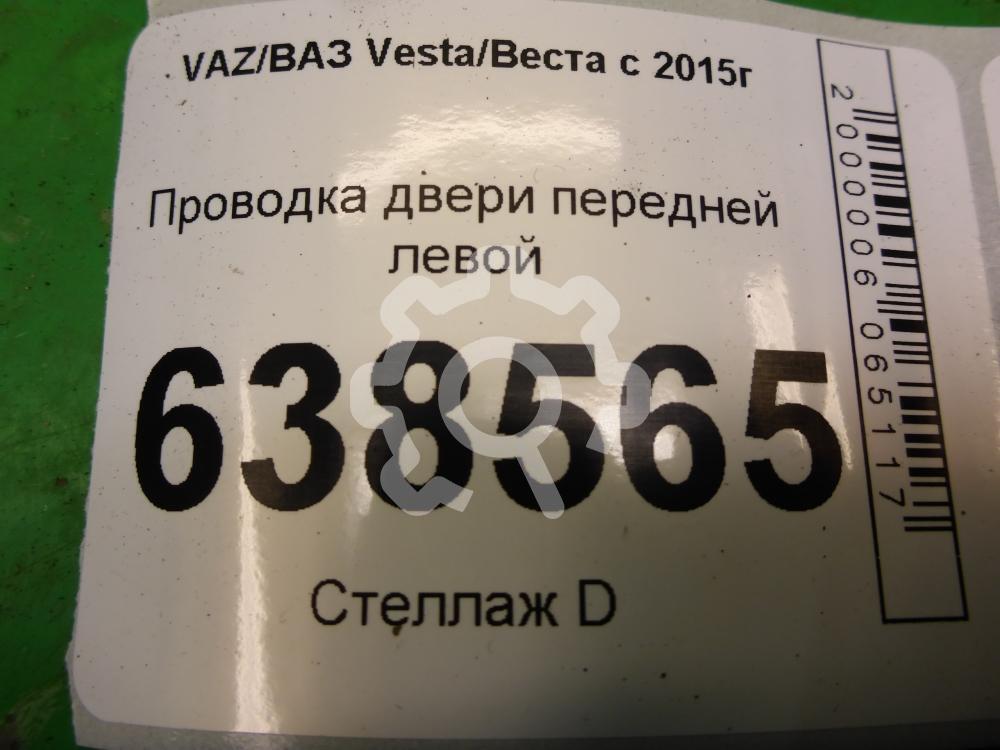 VAZ/ВАЗ Vesta/Веста с 2015г
Проводка двери передней
левой
638565
Стеллаж D
2000006065117